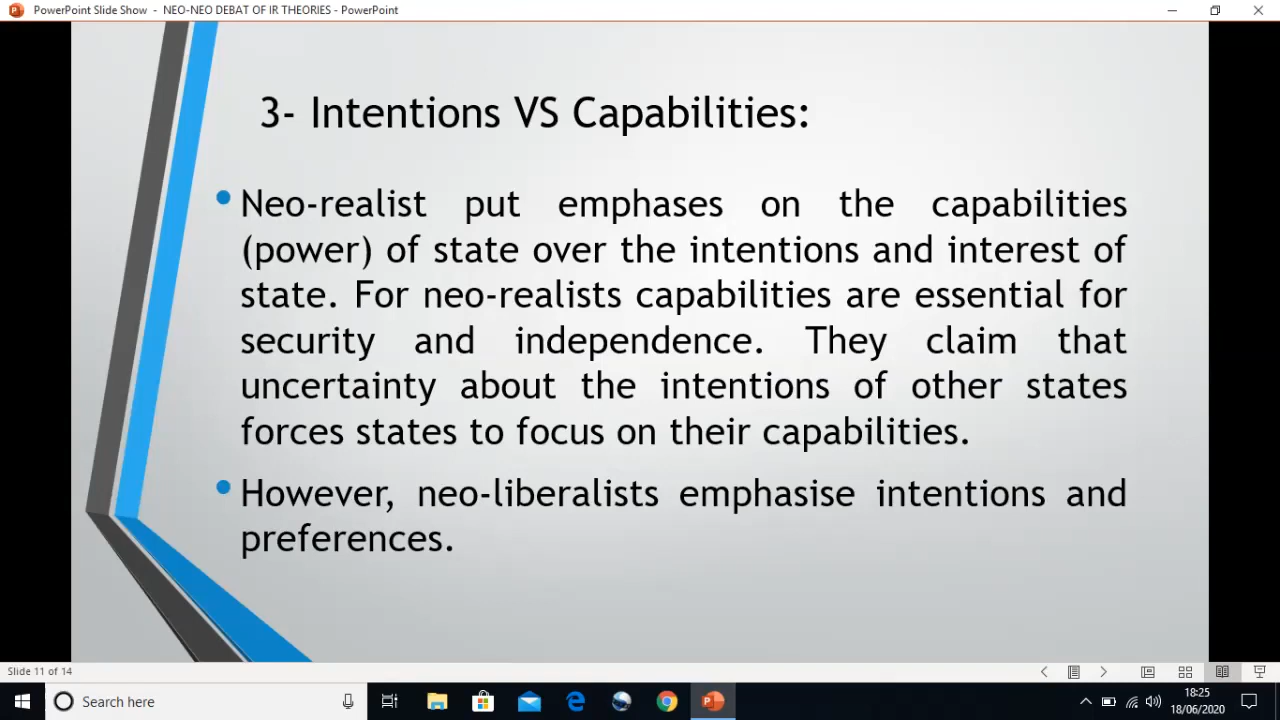 PowerPoint Slide Show - NEO-NEO DEBAT OF IR THEORIES - PowerPoint
3- Intentions VS Capabilities:
Neo-realist put emphases on the capabilities
(power) of state over the intentions and interest of
state. For neo-realists capabilities are essential for
security and independence. They claim that
uncertainty about the intentions of other states
forces states to focus on their capabilities.
However, neo-liberalists emphasise intentions and
preferences.
Slide 11 of 14
Search here
18:25
18/06/2020